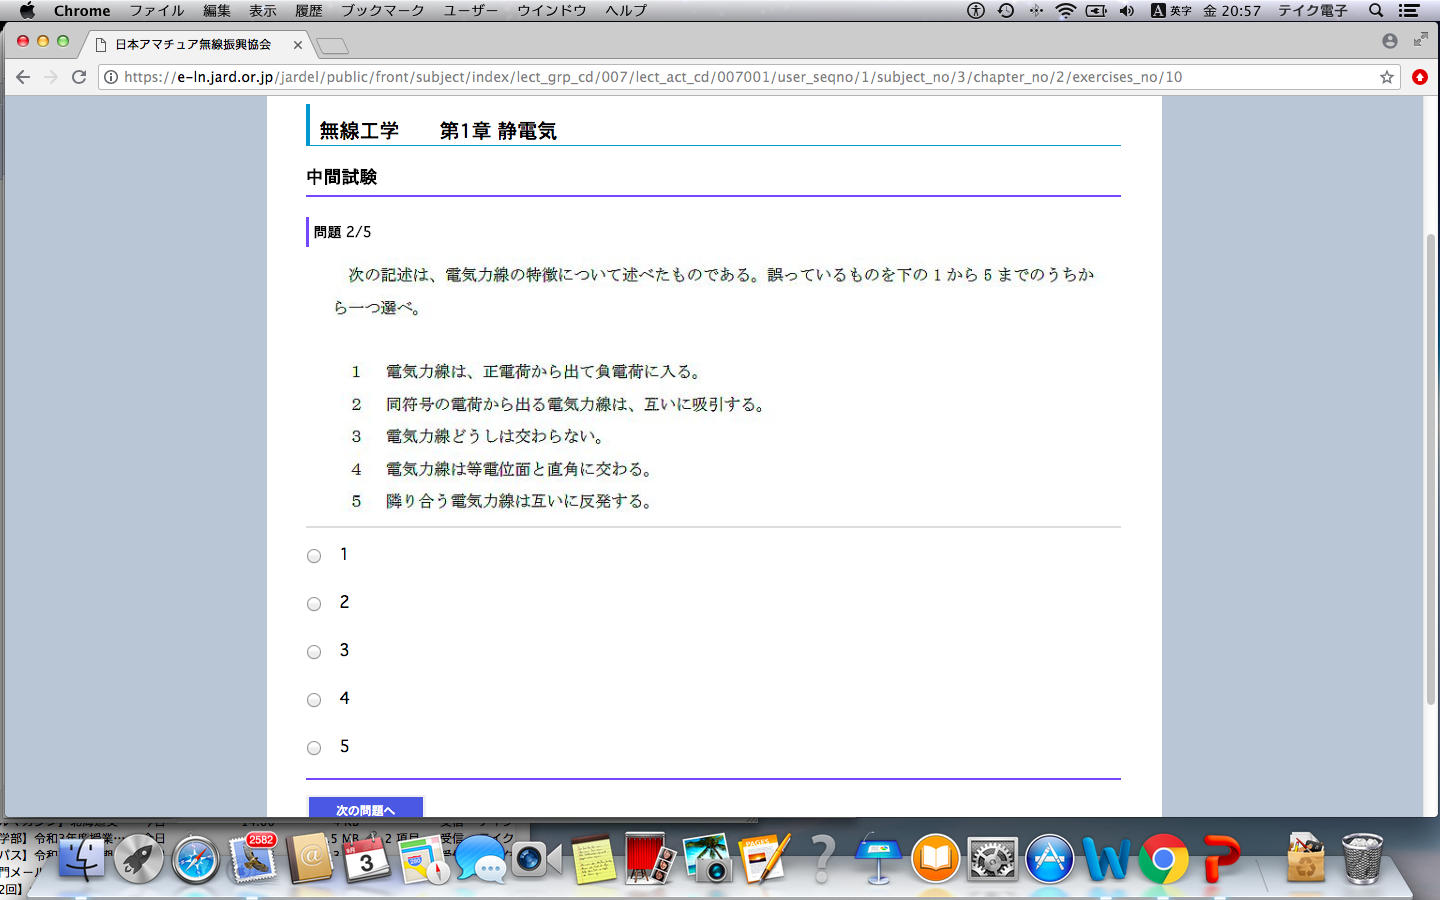 Chrome ファイル 編集 表示 履歴 ブックマーク ユーザー ウインドウ ヘルプ A 英字 金 20:57 テイク電子
日本アマチュア無線振興協会
https://e-ln.jard.or.jp/jardel/public/front/subject/index/lect_grp_cd/007/lect_act_cd/007001/user_seqno/1/subject_no/3/chapter_no/2/exercises_no/10
無線工学 第1章 静電気
中間試験
問題 2/5
次の記述は、電気力線の特徴について述べたものである。誤っているものを下の 1 から 5 までのうちか
ら一つ選べ。
1 電気力線は、正電荷から出て負電荷に入る。
2 同符号の電荷から出る電気力線は、互いに吸引する。
3 電気力線どうしは交わらない。
4 電気力線は等電位面と直角に交わる。
5 隣り合う電気力線は互いに反発する。
1
2
3
4
5
次の問題へ
2582
3
280
PAGES